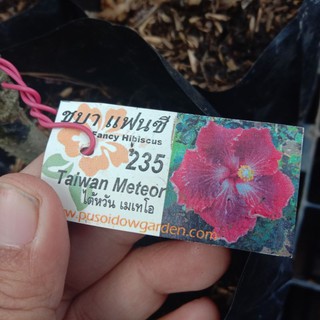 ชบา แฟนซี
Fancy Hibiscus
รุ่ 235
Taiwan Meteor
ไต้หวัน เมเทโอ
www.pusoidowgarden.com